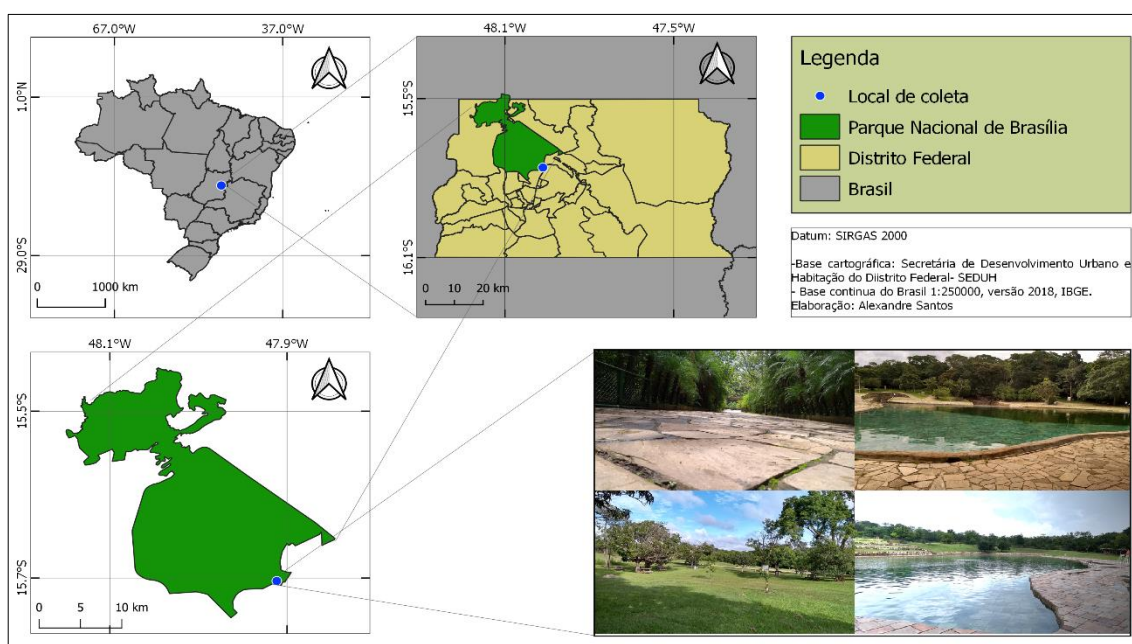 67.0°W
37.0°W
1.0°N
29.0°S
0 1000 km
48.1°W
47.5°W
15.5°S
16.1°S
0 10 20 km
Legenda
Local de coleta
Parque Nacional de Brasília
Distrito Federal
Brasil
Datum: SIRGAS 2000
-Base cartográfica: Secretária de Desenvolvimento Urbano e
Habitação do Diistrito Federal- SEDUH
- Base continua do Brasil 1:250000, versão 2018, IBGE.
Elaboração: Alexandre Santos
48.1°W
47.9°W
15.5°S
15.7°S
0 5 10 km